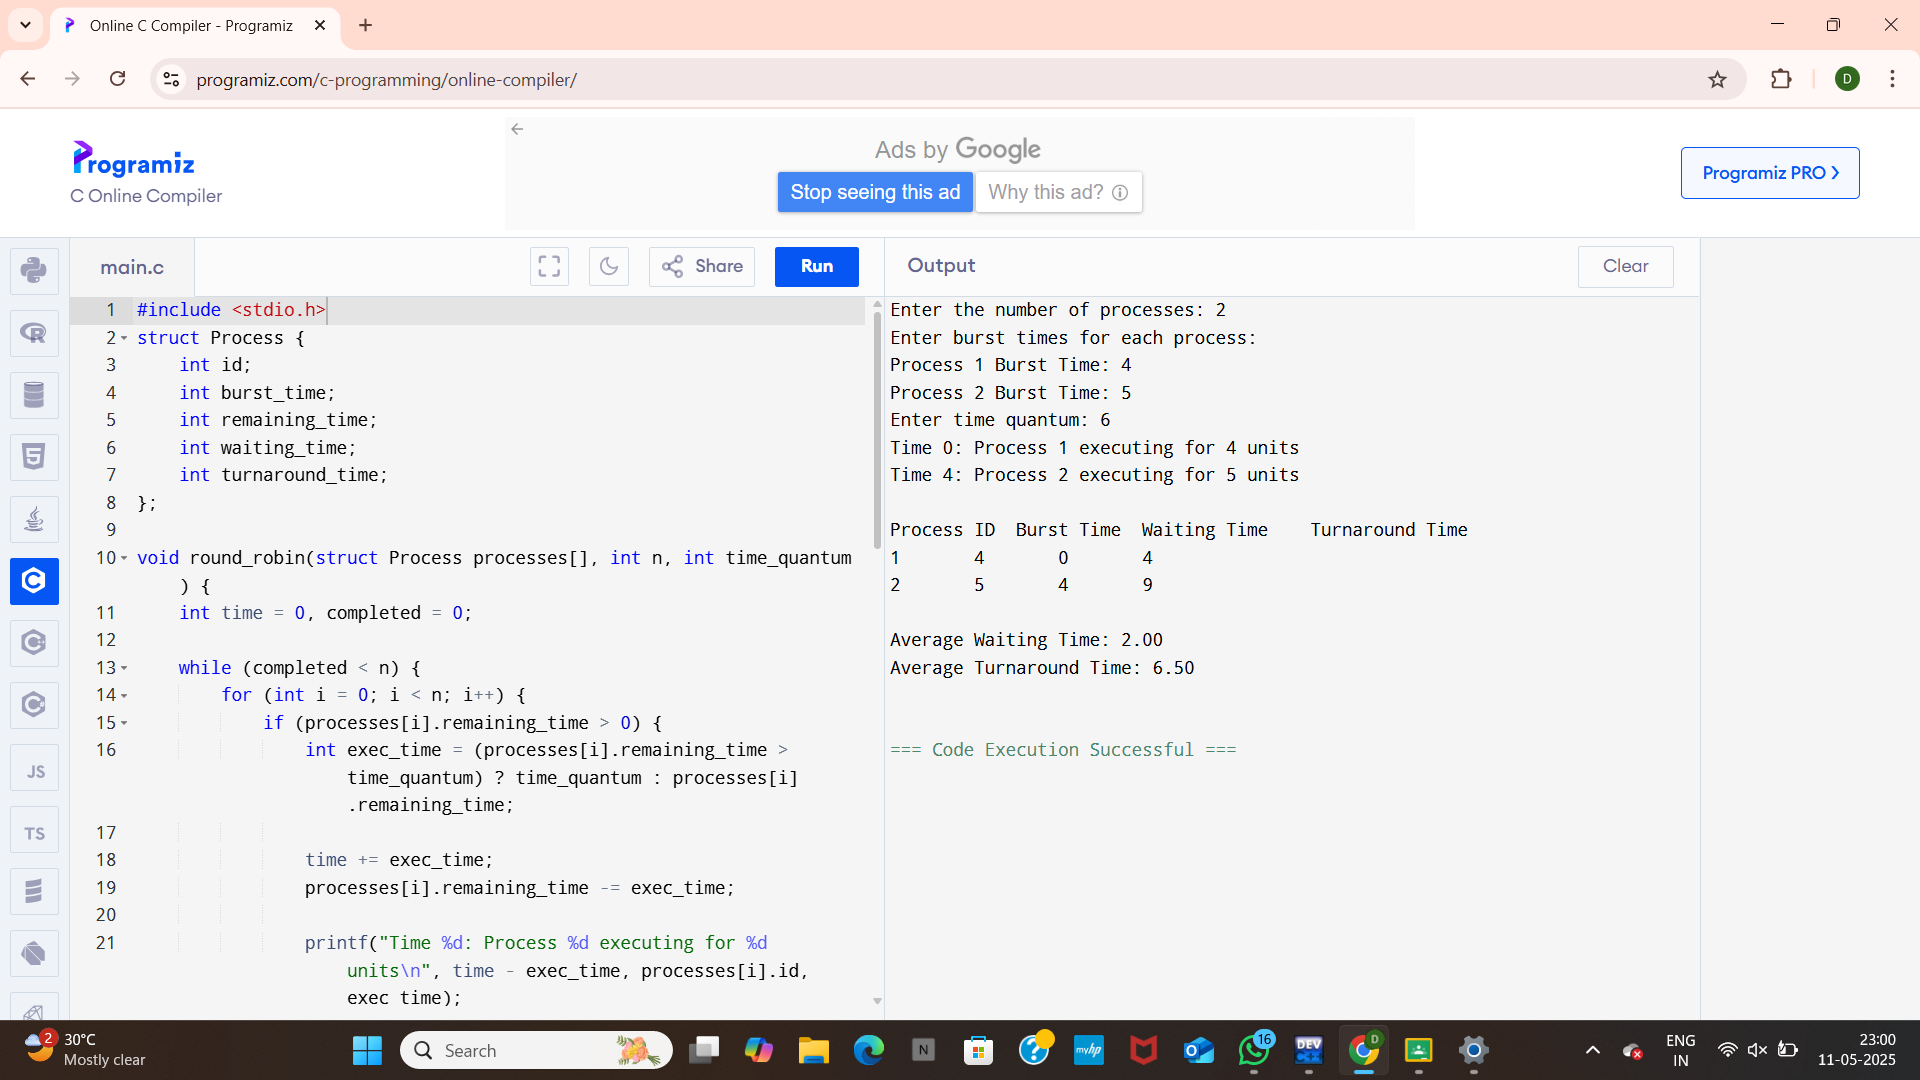 Online C Compiler - Programiz
programiz.com/c-programming/online-compiler/
D
Programiz
C Online Compiler
Ads by Google
Stop seeing this ad
Why this ad?
Programiz PRO
main.c
Share
Run
Output
Clear
1 #include <stdio.h>
2 struct Process {
3 int id;
4 int burst_time;
5 int remaining_time;
6 int waiting_time;
7 int turnaround_time;
8 };
9
10 void round_robin(struct Process processes[], int n, int time_quantum
) {
11 int time = 0, completed = 0;
12
13 while (completed < n) {
14 for (int i = 0; i < n; i++) {
15 if (processes[i].remaining_time > 0) {
16 int exec_time = (processes[i].remaining_time >
time_quantum) ? time_quantum : processes[i]
.remaining_time;
17
18 time += exec_time;
19 processes[i].remaining_time -= exec_time;
20
21 printf("Time %d: Process %d executing for %d
units\n", time - exec_time, processes[i].id,
exec_time);
Enter the number of processes: 2
Enter burst times for each process:
Process 1 Burst Time: 4
Process 2 Burst Time: 5
Enter time quantum: 6
Time 0: Process 1 executing for 4 units
Time 4: Process 2 executing for 5 units
Process ID Burst Time Waiting Time Turnaround Time
1 4 0 4
2 5 4 9
Average Waiting Time: 2.00
Average Turnaround Time: 6.50
=== Code Execution Successful ===
JS
TS
2
30°C
Mostly clear
Search
N
myhp
16
DEV
D
ENG
IN
23:00
11-05-2025